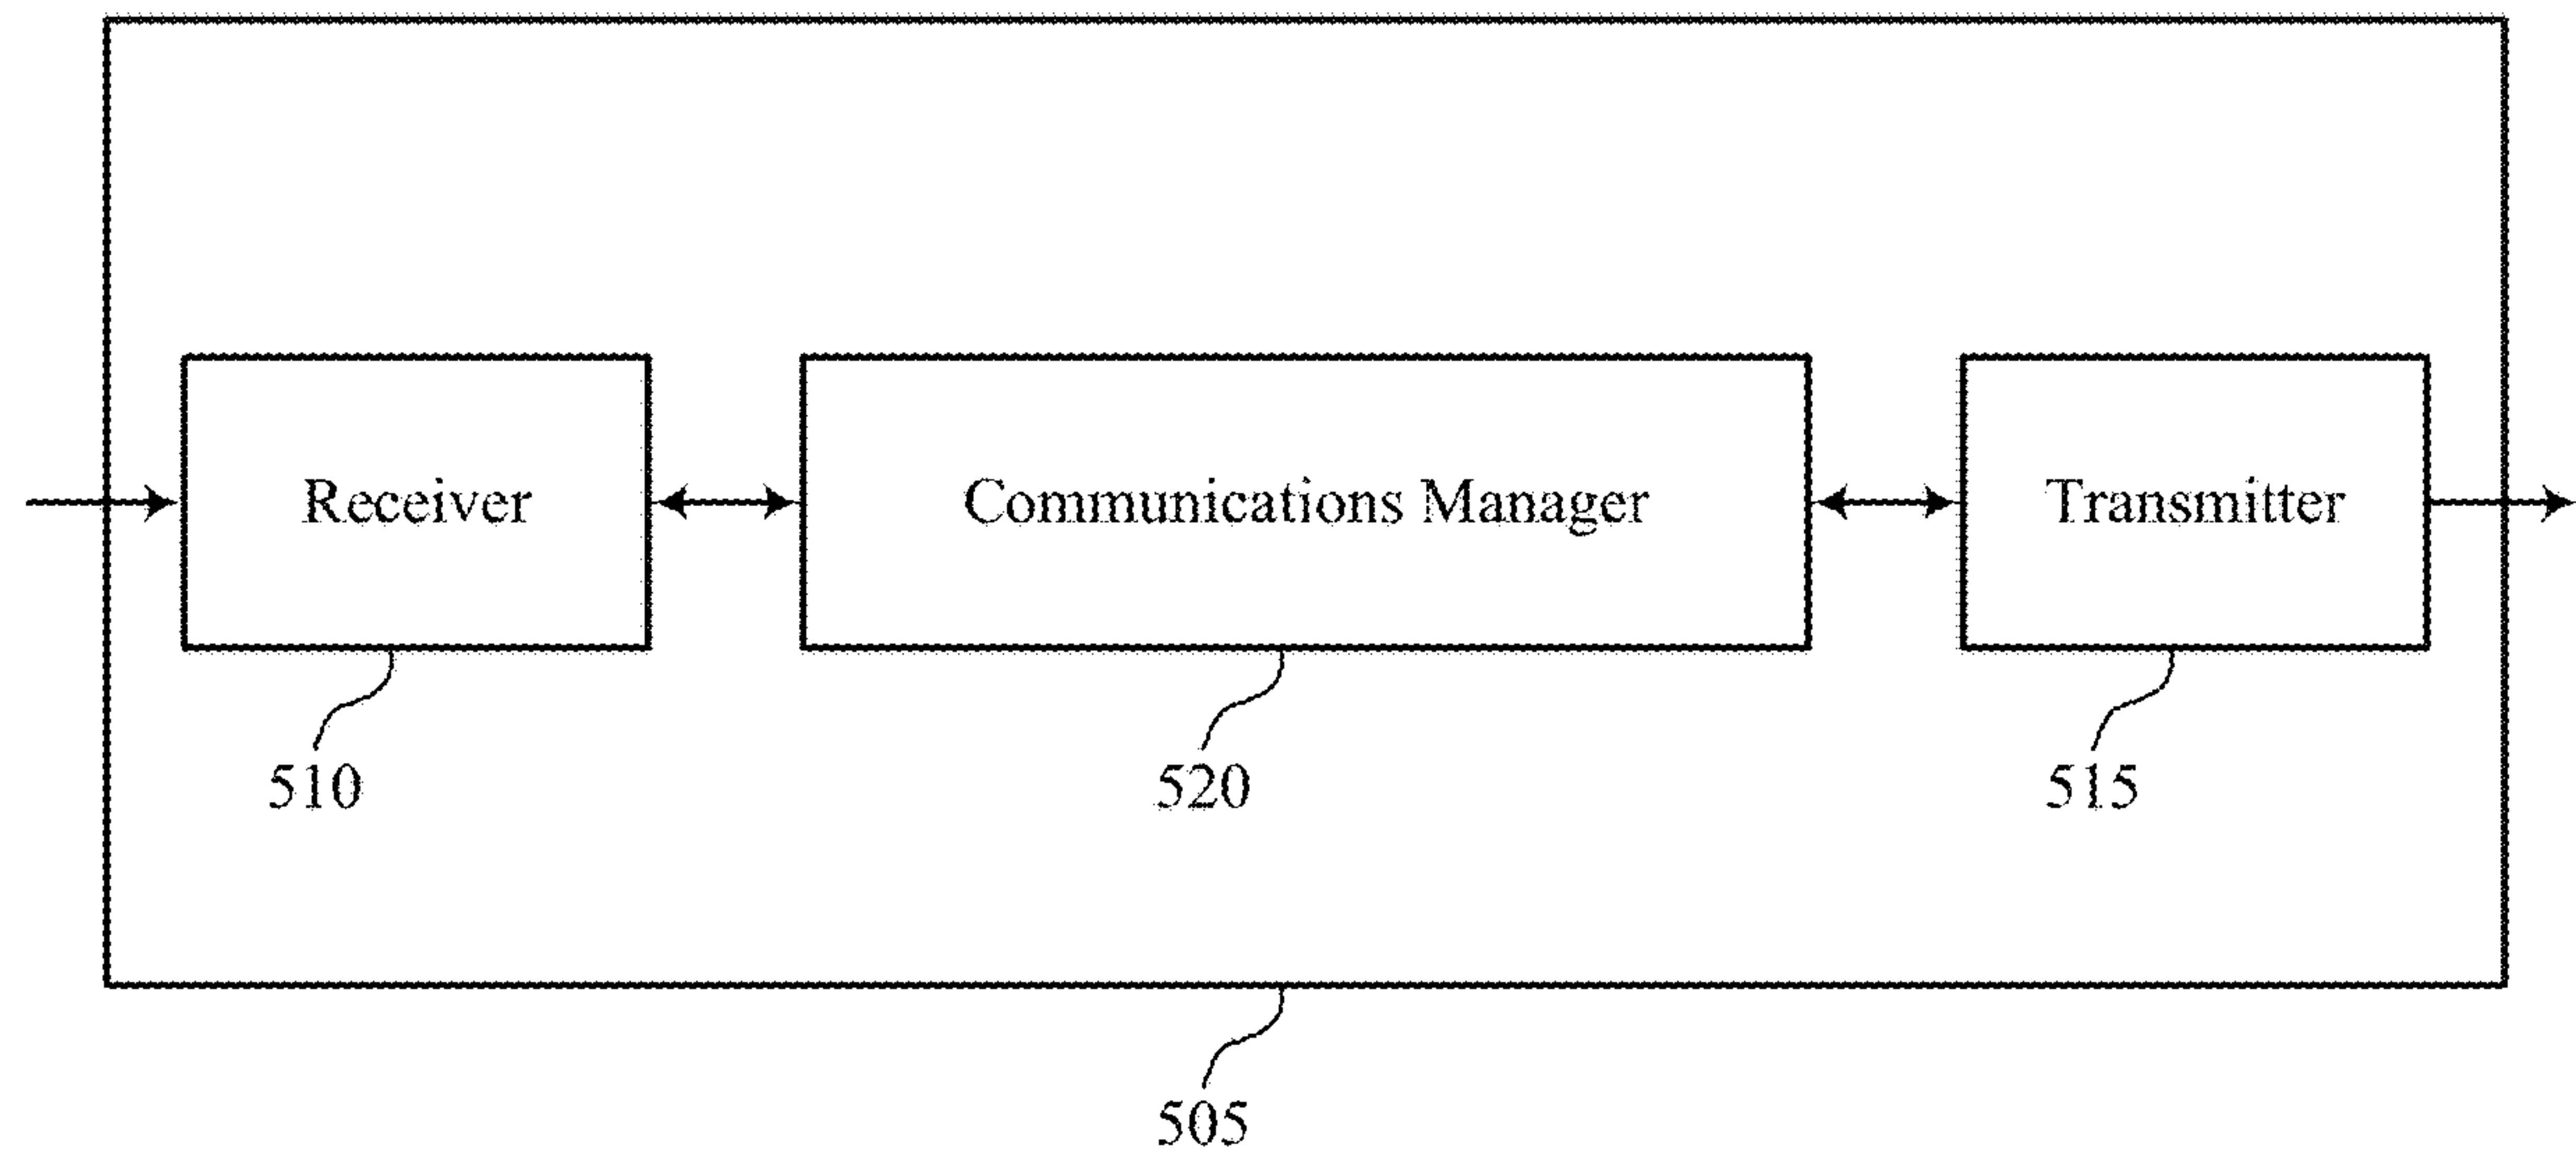 Receiver
Communications Manager
Transmitter
510
520
515
505